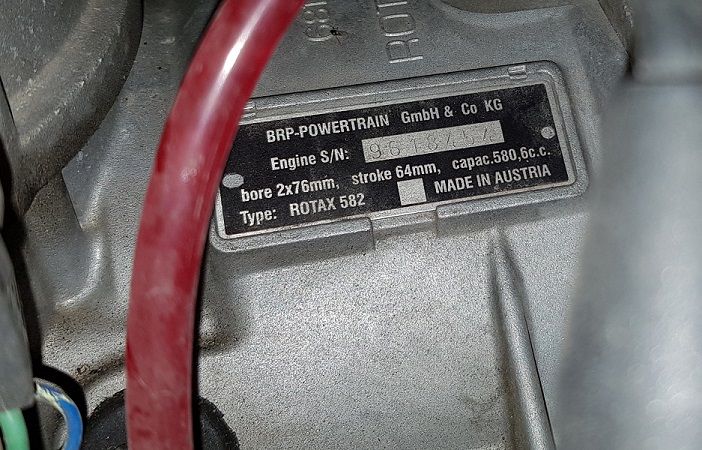 ROT
BRP-POWERTRAIN GmbH & Co KG
Engine S/N:
bore 2x76mm, stroke 64mm, capac.580,6c.c.
Type: ROTAX 582 MADE IN AUSTRIA